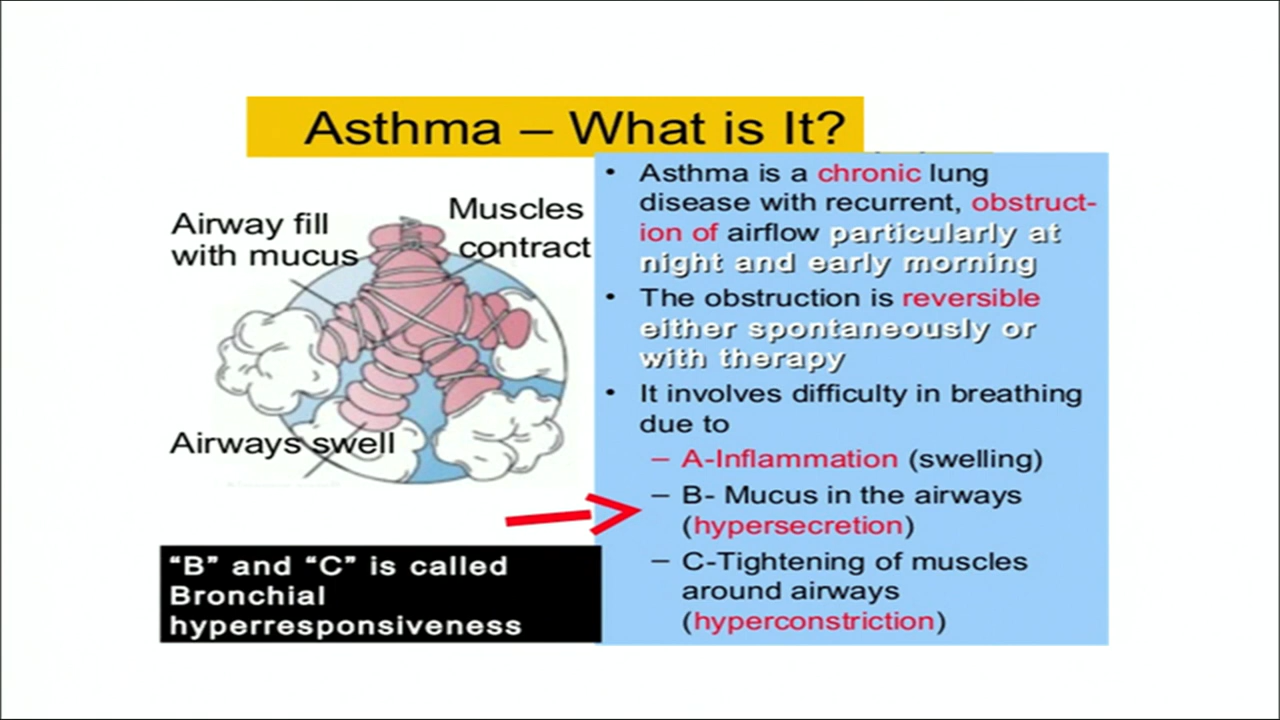 Asthma – What is It?
Airway fill
with mucus
Muscles
contract
Airways swell
“B” and “C” is called
Bronchial
hyperresponsiveness
• Asthma is a chronic lung
disease with recurrent, obstruct-
ion of airflow particularly at
night and early morning
• The obstruction is reversible
either spontaneously or
with therapy
• It involves difficulty in breathing
due to
– A-Inflammation (swelling)
– B- Mucus in the airways
(hypersecretion)
– C-Tightening of muscles
around airways
(hyperconstriction)